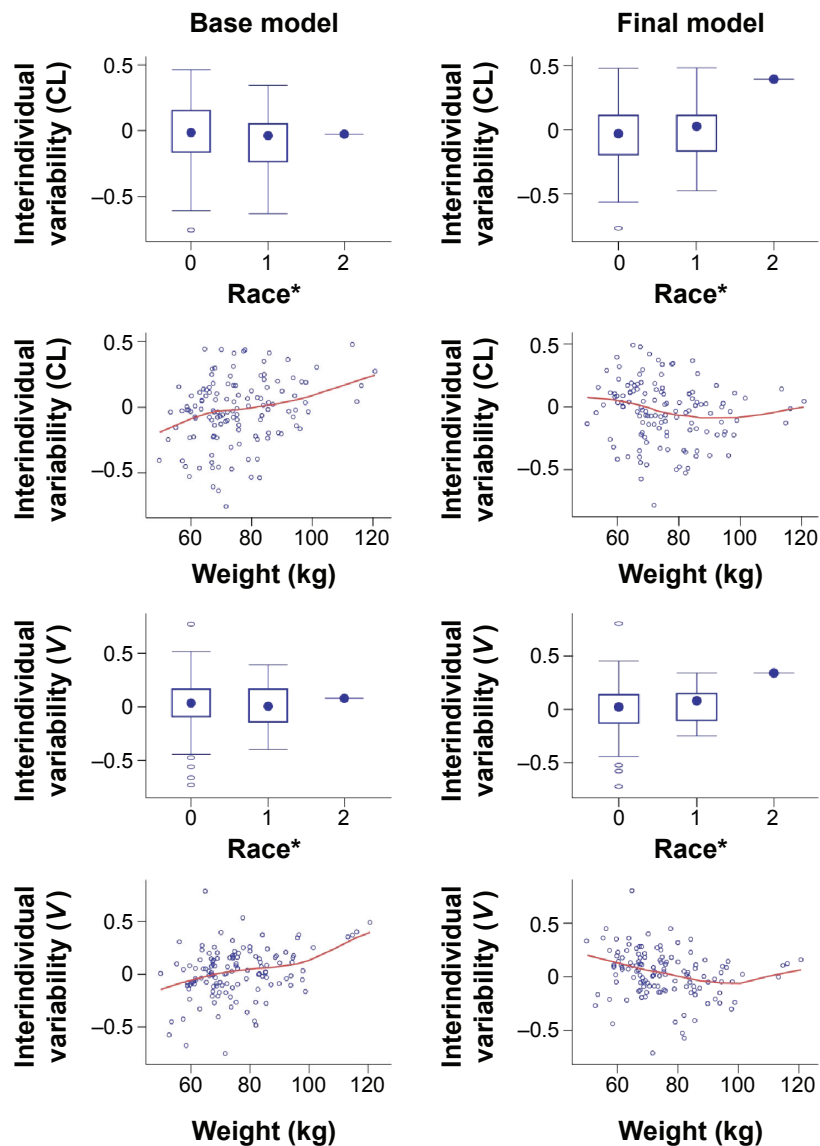 Base model
Final model
Interindividual
variability (CL)
0.5
0
–0.5
0 1 2
Race*
Interindividual
variability (CL)
0.5
0
–0.5
0 1 2
Race*
Interindividual
variability (CL)
0.5
0
–0.5
60 80 100 120
Weight (kg)
Interindividual
variability (CL)
0.5
0
–0.5
60 80 100 120
Weight (kg)
Interindividual
variability (V)
0.5
0
–0.5
0 1 2
Race*
Interindividual
variability (V)
0.5
0
–0.5
0 1 2
Race*
Interindividual
variability (V)
0.5
0
–0.5
60 80 100 120
Weight (kg)
Interindividual
variability (V)
0.5
0
–0.5
60 80 100 120
Weight (kg)